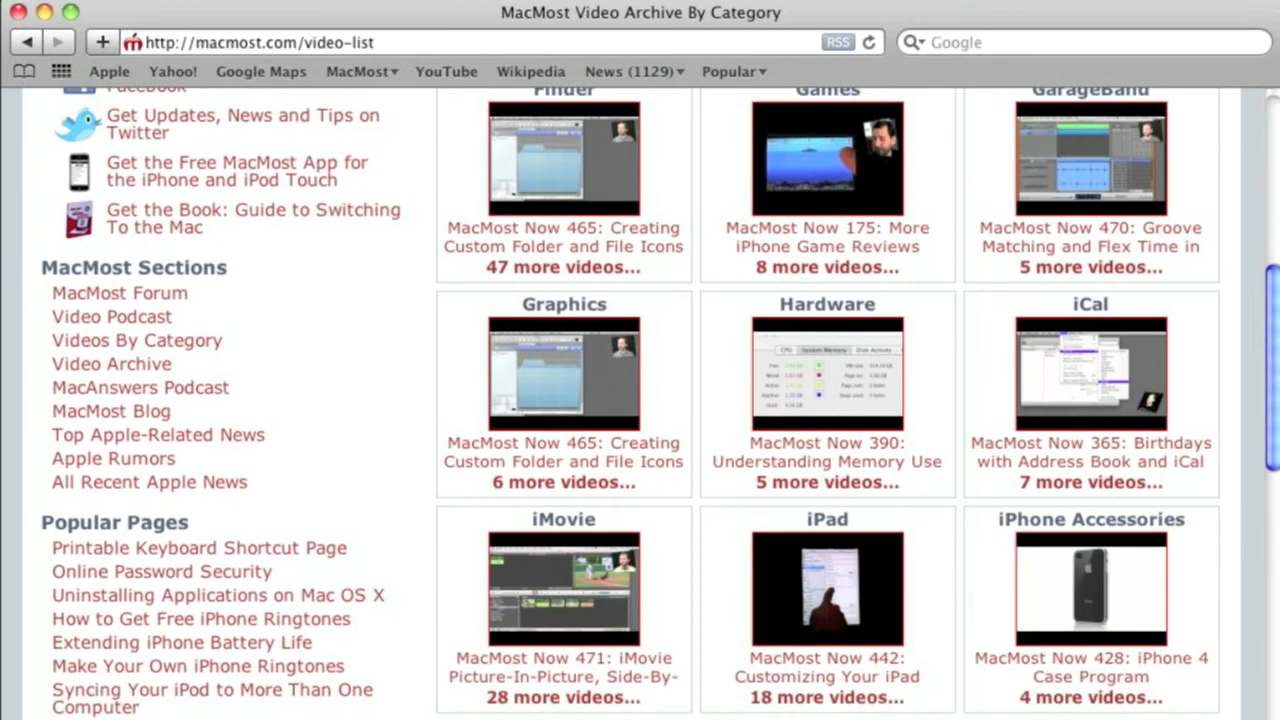 MacMost Video Archive By Category
http://macmost.com/video-list
RSS
Google
Apple
Yahoo!
Google Maps
MacMost
YouTube
Wikipedia
News (1129)
Popular
Facebook
Get Updates, News and Tips on
Twitter
Get the Free MacMost App for
the iPhone and iPod Touch
Get the Book: Guide to Switching
To the Mac
MacMost Sections
MacMost Forum
Video Podcast
Videos By Category
Video Archive
MacAnswers Podcast
MacMost Blog
Top Apple-Related News
Apple Rumors
All Recent Apple News
Popular Pages
Printable Keyboard Shortcut Page
Online Password Security
Uninstalling Applications on Mac OS X
How to Get Free iPhone Ringtones
Extending iPhone Battery Life
Make Your Own iPhone Ringtones
Syncing Your iPod to More Than One
Computer
Finder
MacMost Now 465: Creating
Custom Folder and File Icons
47 more videos...
Games
MacMost Now 175: More
iPhone Game Reviews
8 more videos...
GarageBand
MacMost Now 470: Groove
Matching and Flex Time in
5 more videos...
Graphics
MacMost Now 465: Creating
Custom Folder and File Icons
6 more videos...
Hardware
CPU
System Memory
Disk Activity
MacMost Now 390:
Understanding Memory Use
5 more videos...
iCal
MacMost Now 365: Birthdays
with Address Book and iCal
7 more videos...
iMovie
MacMost Now 471: iMovie
Picture-In-Picture, Side-By-
28 more videos...
iPad
MacMost Now 442:
Customizing Your iPad
18 more videos...
iPhone Accessories
MacMost Now 428: iPhone 4
Case Program
4 more videos...